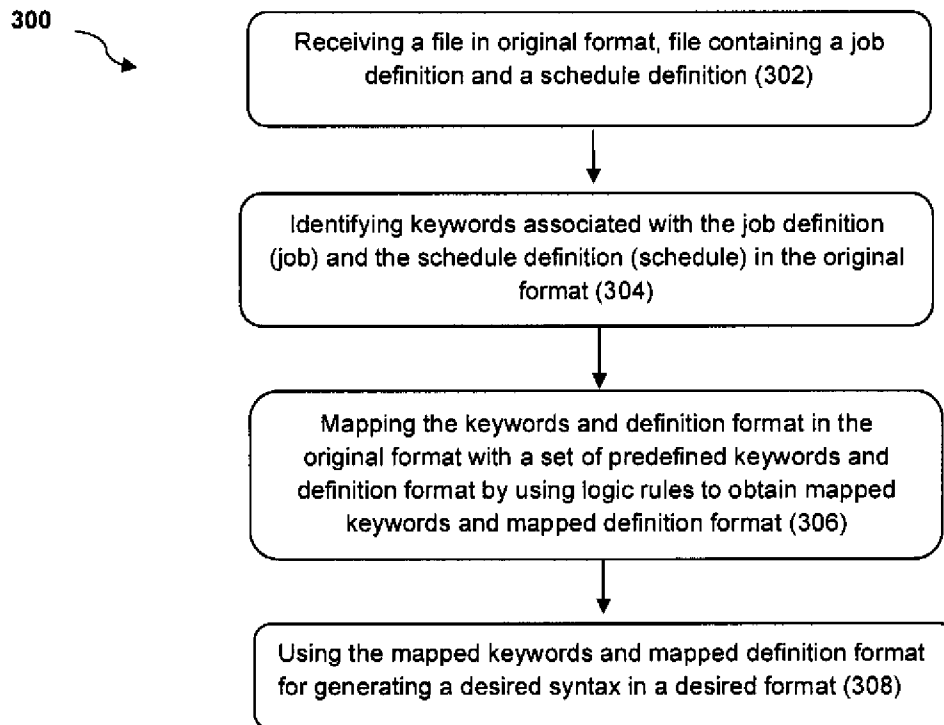 300
Receiving a file in original format, file containing a job
definition and a schedule definition (302)
Identifying keywords associated with the job definition
(job) and the schedule definition (schedule) in the original
format (304)
Mapping the keywords and definition format in the
original format with a set of predefined keywords and
definition format by using logic rules to obtain mapped
keywords and mapped definition format (306)
Using the mapped keywords and mapped definition format
for generating a desired syntax in a desired format (308)